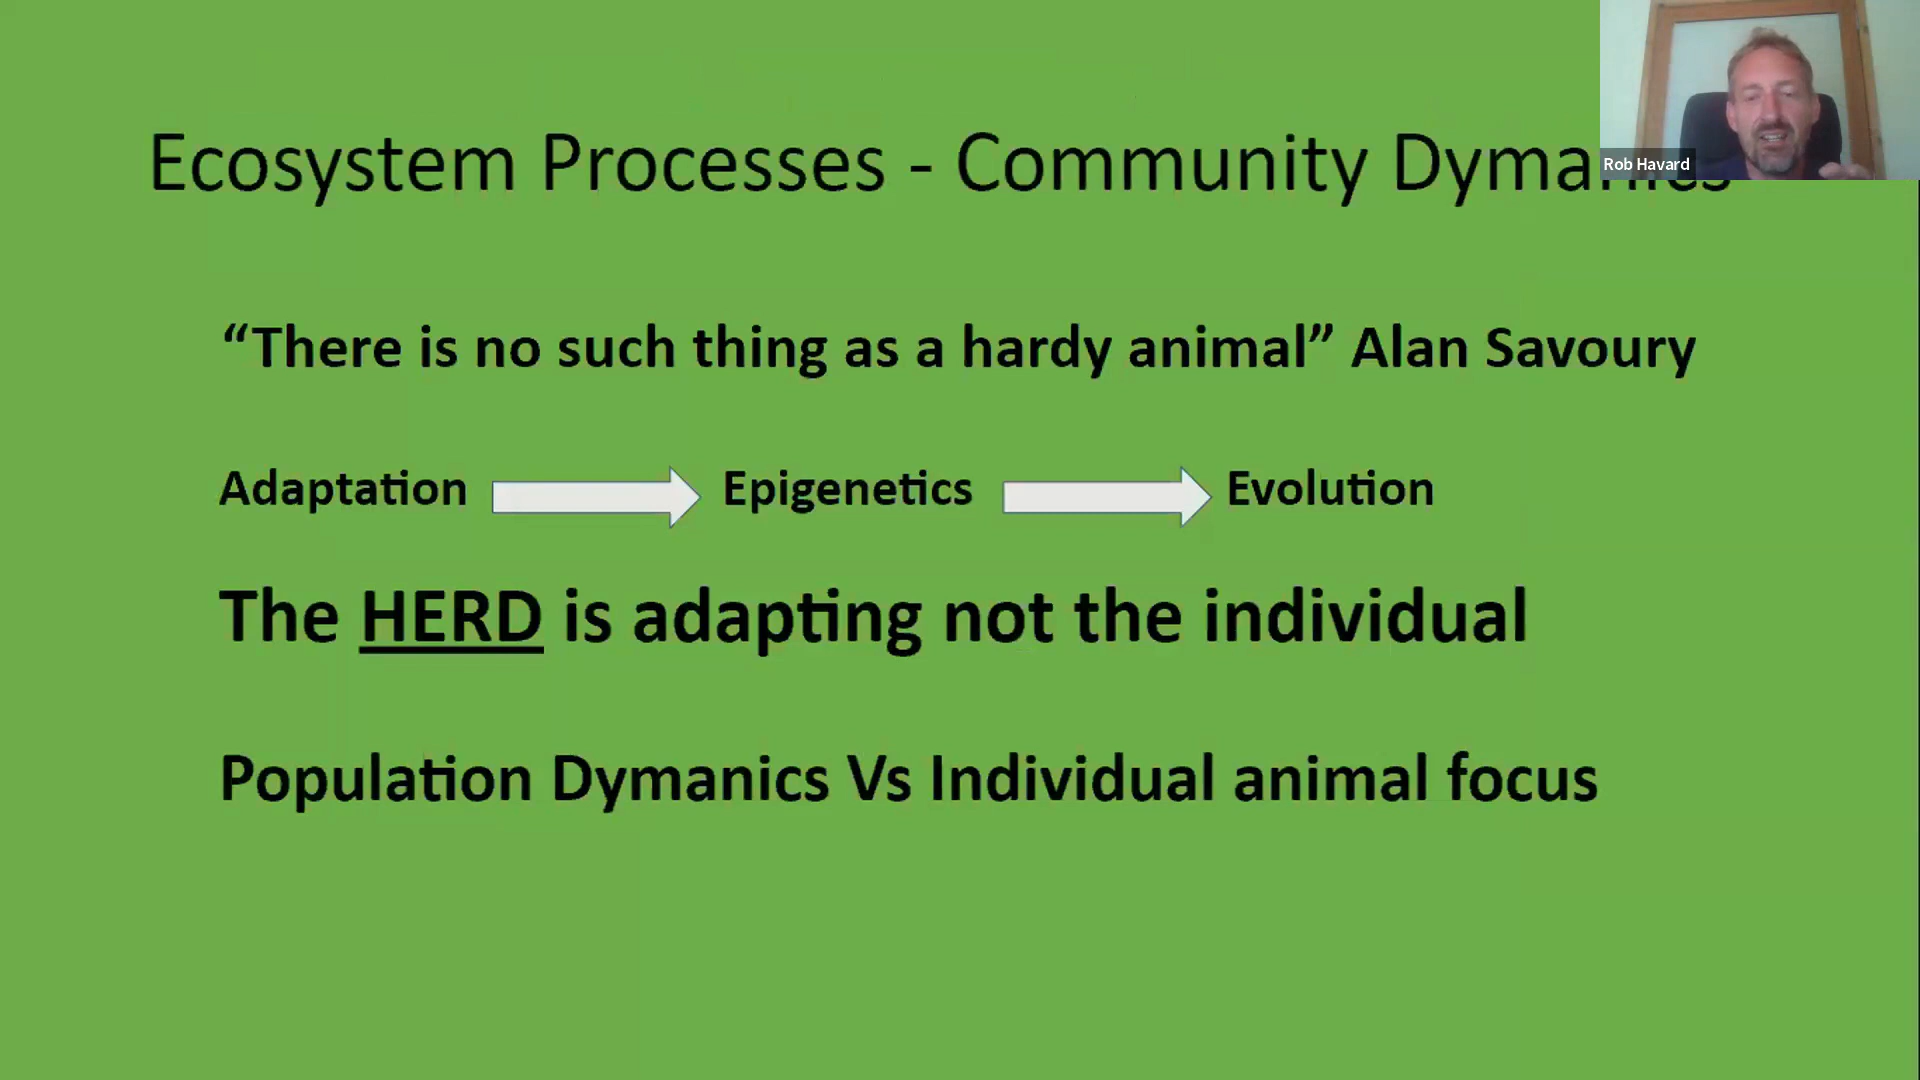 Ecosystem Processes - Community Dymanics
Rob Havard
“There is no such thing as a hardy animal” Alan Savoury
Adaptation Epigenetics Evolution
The HERD is adapting not the individual
Population Dymanics Vs Individual animal focus